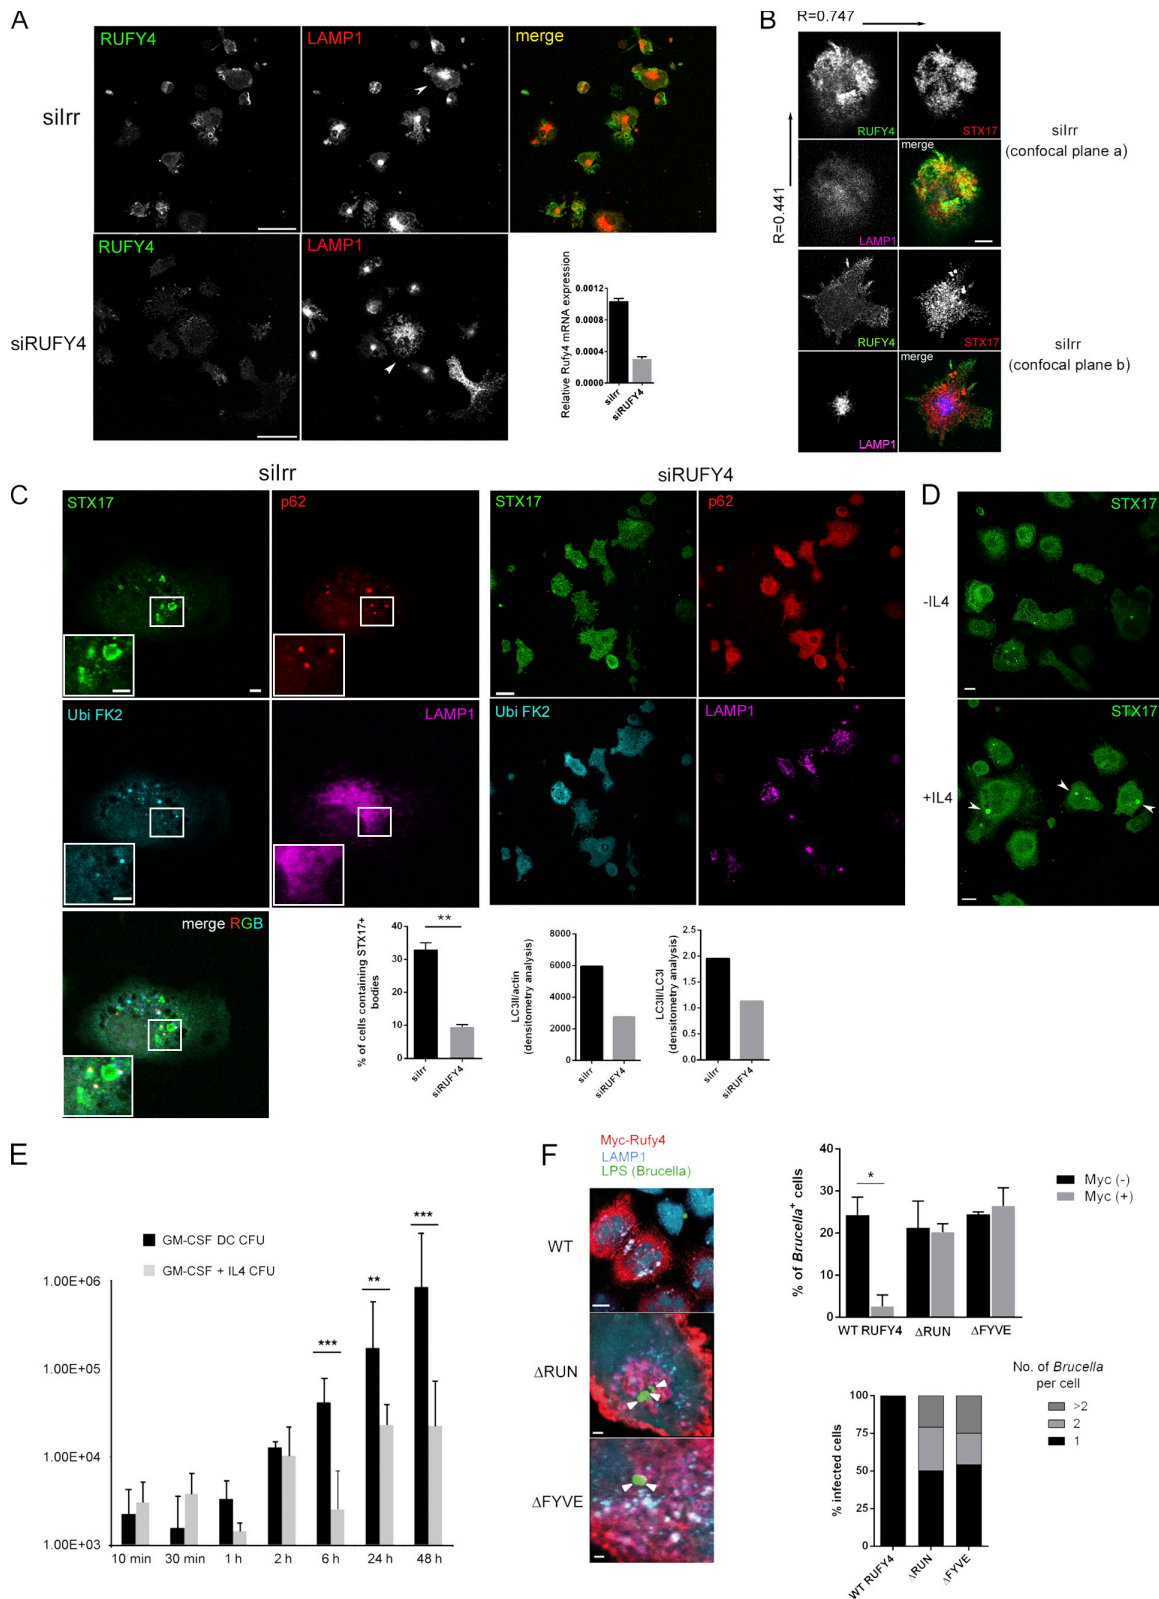 A
RUFY4
LAMP1
merge
siIrr
RUFY4
LAMP1
siRUFY4
Relative Rufy4 mRNA expression
0.0012
0.0008
0.0004
0.0000
siIrr
siRUFY4
B
R=0.747
R=0.441
RUFY4
STX17
LAMP1
merge
siIrr
(confocal plane a)
RUFY4
STX17
LAMP1
merge
siIrr
(confocal plane b)
C
siIrr
siRUFY4
STX17
p62
STX17
p62
Ubi FK2
LAMP1
Ubi FK2
LAMP1
merge RGB
% of cells containing STX17+
bodies
40
30
20
10
0
**
siIrr
siRUFY4
LC3II/actin
(densitometry analysis)
8000
6000
4000
2000
0
siIrr
siRUFY4
LC3II/LC3I
(densitometry analysis)
2.5
2.0
1.5
1.0
0.5
0.0
siIrr
siRUFY4
D
STX17
-IL4
STX17
+IL4
E
GM-CSF DC CFU
GM-CSF + IL4 CFU
1.00E+06
1.00E+05
1.00E+04
1.00E+03
***
**
***
10 min
30 min
1 h
2 h
6 h
24 h
48 h
F
Myc-Rufy4
LAMP1
LPS (Brucella)
WT
ΔRUN
ΔFYVE
% of Brucella+ cells
40
30
20
10
0
*
Myc (-)
Myc (+)
WT RUFY4
ΔRUN
ΔFYVE
No. of Brucella
per cell
>2
2
1
% infected cells
100
75
50
25
0
WT RUFY4
ΔRUN
ΔFYVE